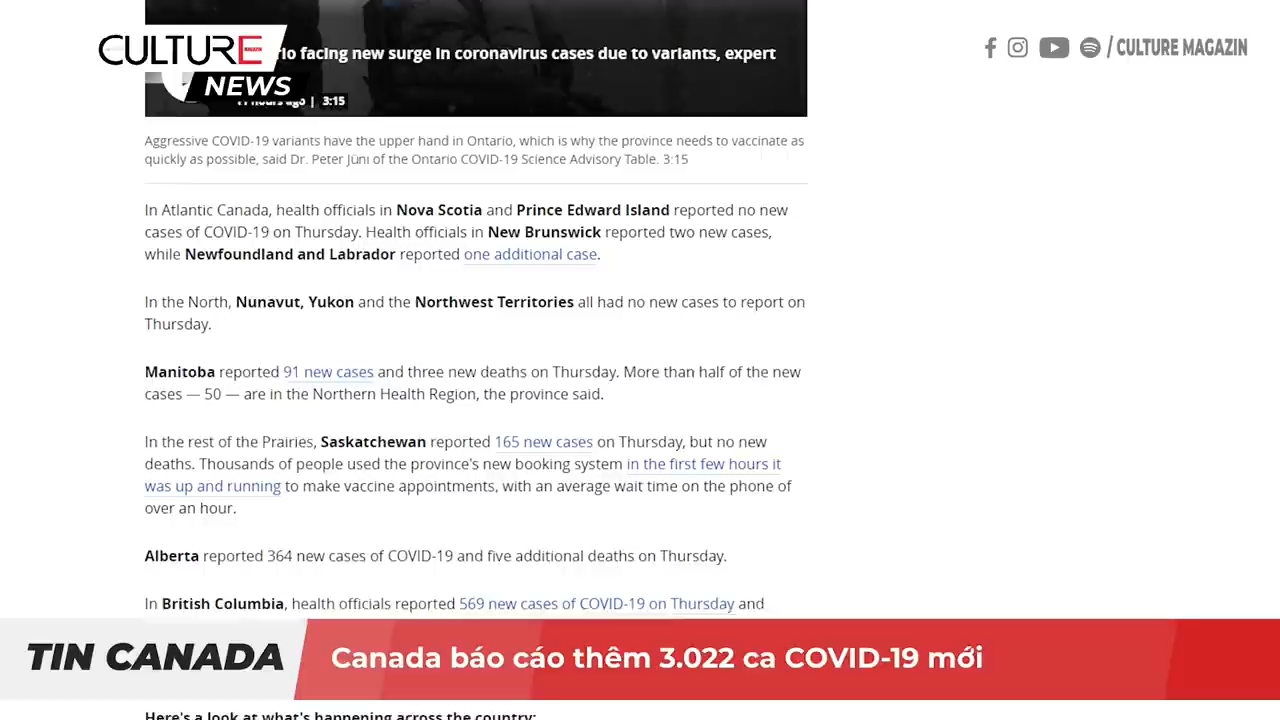 CULTURE
NEWS
/ CULTURE MAGAZIN
rio facing new surge in coronavirus cases due to variants, expert
hours ago | 3:15
Aggressive COVID-19 variants have the upper hand in Ontario, which is why the province needs to vaccinate as
quickly as possible, said Dr. Peter Jüni of the Ontario COVID-19 Science Advisory Table. 3:15
In Atlantic Canada, health officials in Nova Scotia and Prince Edward Island reported no new
cases of COVID-19 on Thursday. Health officials in New Brunswick reported two new cases,
while Newfoundland and Labrador reported one additional case.
In the North, Nunavut, Yukon and the Northwest Territories all had no new cases to report on
Thursday.
Manitoba reported 91 new cases and three new deaths on Thursday. More than half of the new
cases — 50 — are in the Northern Health Region, the province said.
In the rest of the Prairies, Saskatchewan reported 165 new cases on Thursday, but no new
deaths. Thousands of people used the province's new booking system in the first few hours it
was up and running to make vaccine appointments, with an average wait time on the phone of
over an hour.
Alberta reported 364 new cases of COVID-19 and five additional deaths on Thursday.
In British Columbia, health officials reported 569 new cases of COVID-19 on Thursday and
TIN CANADA
Canada báo cáo thêm 3.022 ca COVID-19 mới
Here's a look at what's happening across the country: